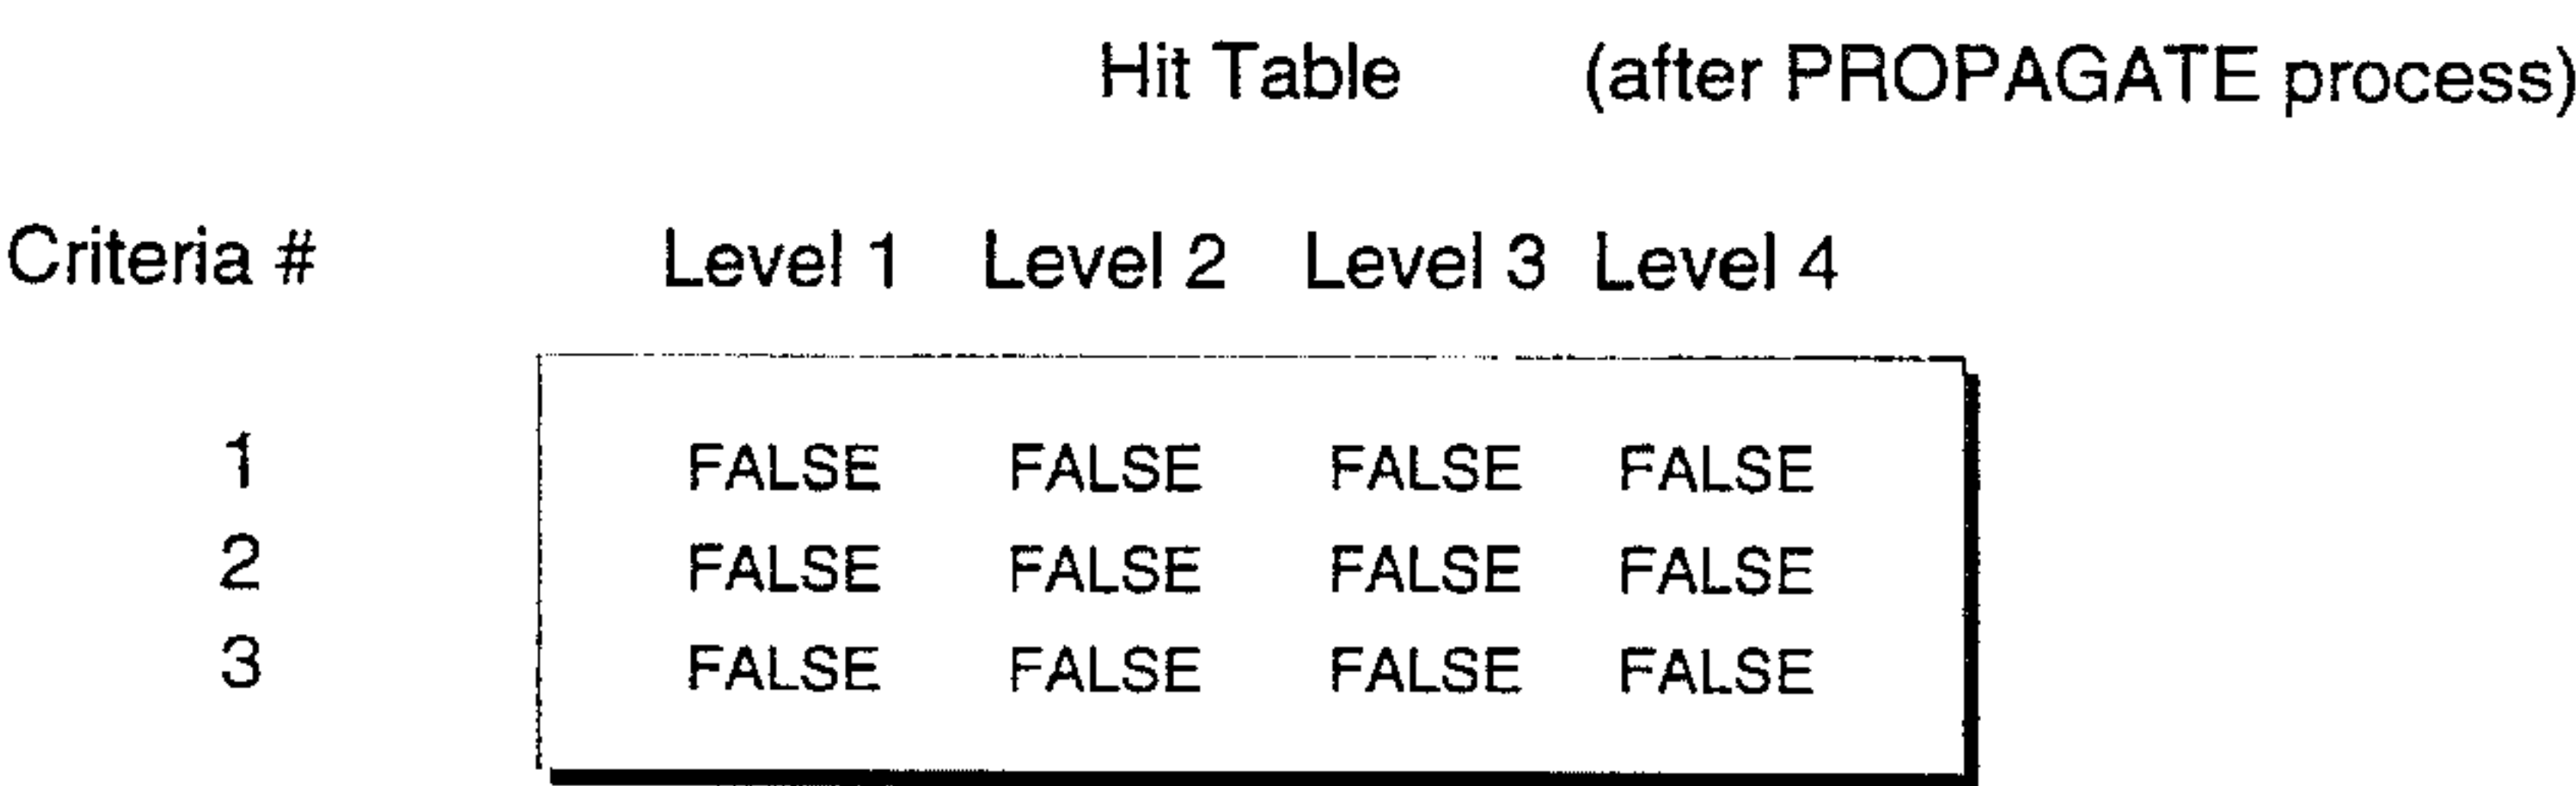 Hit Table (after PROPAGATE process)
Criteria # Level 1 Level 2 Level 3 Level 4
1 FALSE FALSE FALSE FALSE
2 FALSE FALSE FALSE FALSE
3 FALSE FALSE FALSE FALSE